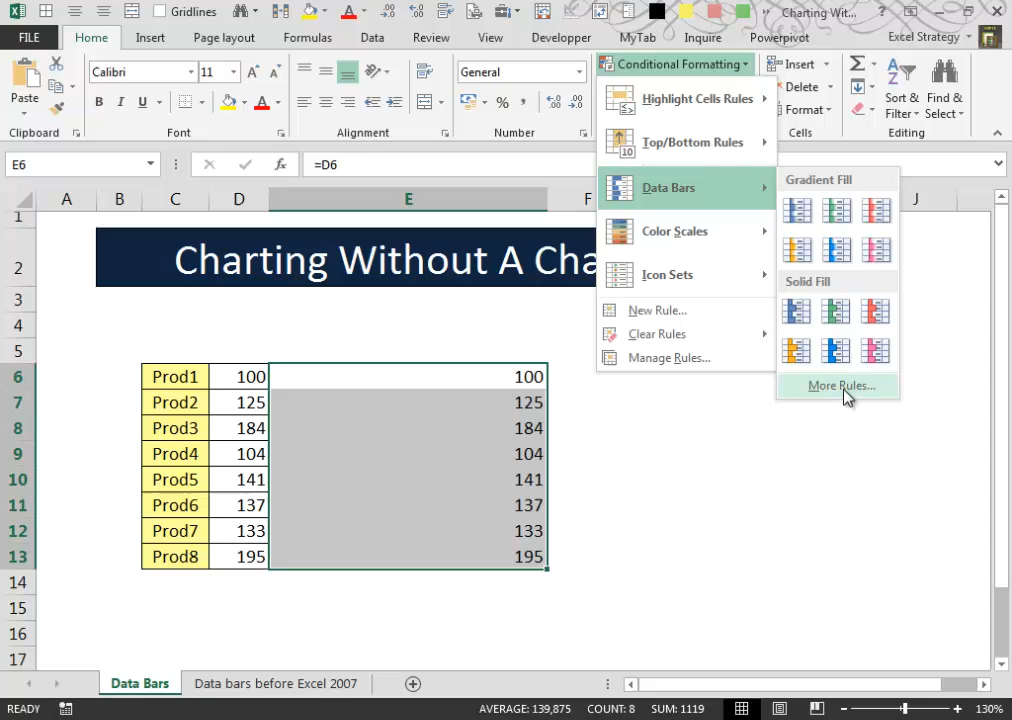 Gridlines
Charting Wit...
FILE
Home
Insert
Page layout
Formulas
Data
Review
View
Developer
MyTab
Inquire
Powerpivot
Excel Strategy
Paste
Clipboard
Calibri
11
B I U
Font
Alignment
General
%
Number
Conditional Formatting
Insert
Delete
Format
Cells
Sort & Filter
Find & Select
Editing
E6
fx
=D6
A B C D E F J
1
2 Charting Without A Cha
3
4
5
6 Prod1 100 100
7 Prod2 125 125
8 Prod3 184 184
9 Prod4 104 104
10 Prod5 141 141
11 Prod6 137 137
12 Prod7 133 133
13 Prod8 195 195
14
15
16
17
Highlight Cells Rules
Top/Bottom Rules
Data Bars
Color Scales
Icon Sets
New Rule...
Clear Rules
Manage Rules...
Gradient Fill
Solid Fill
More Rules...
Data Bars
Data bars before Excel 2007
READY
AVERAGE: 139,875 COUNT: 8 SUM: 1119
130%